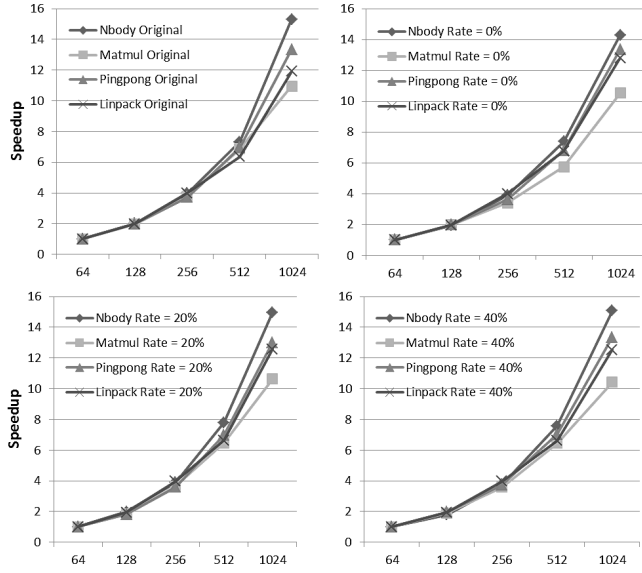 16
14
12
10
8
6
4
2
0
Speedup
Nbody Original
Matmul Original
Pingpong Original
Linpack Original
64 128 256 512 1024
16
14
12
10
8
6
4
2
0
Nbody Rate = 0%
Matmul Rate = 0%
Pingpong Rate = 0%
Linpack Rate = 0%
64 128 256 512 1024
16
14
12
10
8
6
4
2
0
Speedup
Nbody Rate = 20%
Matmul Rate = 20%
Pingpong Rate = 20%
Linpack Rate = 20%
64 128 256 512 1024
16
14
12
10
8
6
4
2
0
Nbody Rate = 40%
Matmul Rate = 40%
Pingpong Rate = 40%
Linpack Rate = 40%
64 128 256 512 1024